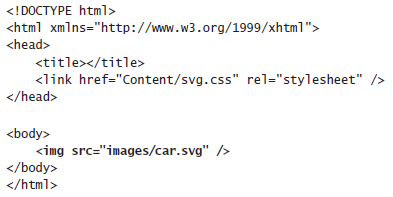 <!DOCTYPE html>
<html xmlns="http://www.w3.org/1999/xhtml">
<head>
    <title></title>
    <link href="Content/svg.css" rel="stylesheet" />
</head>

<body>
    <img src="images/car.svg" />
</body>
</html>